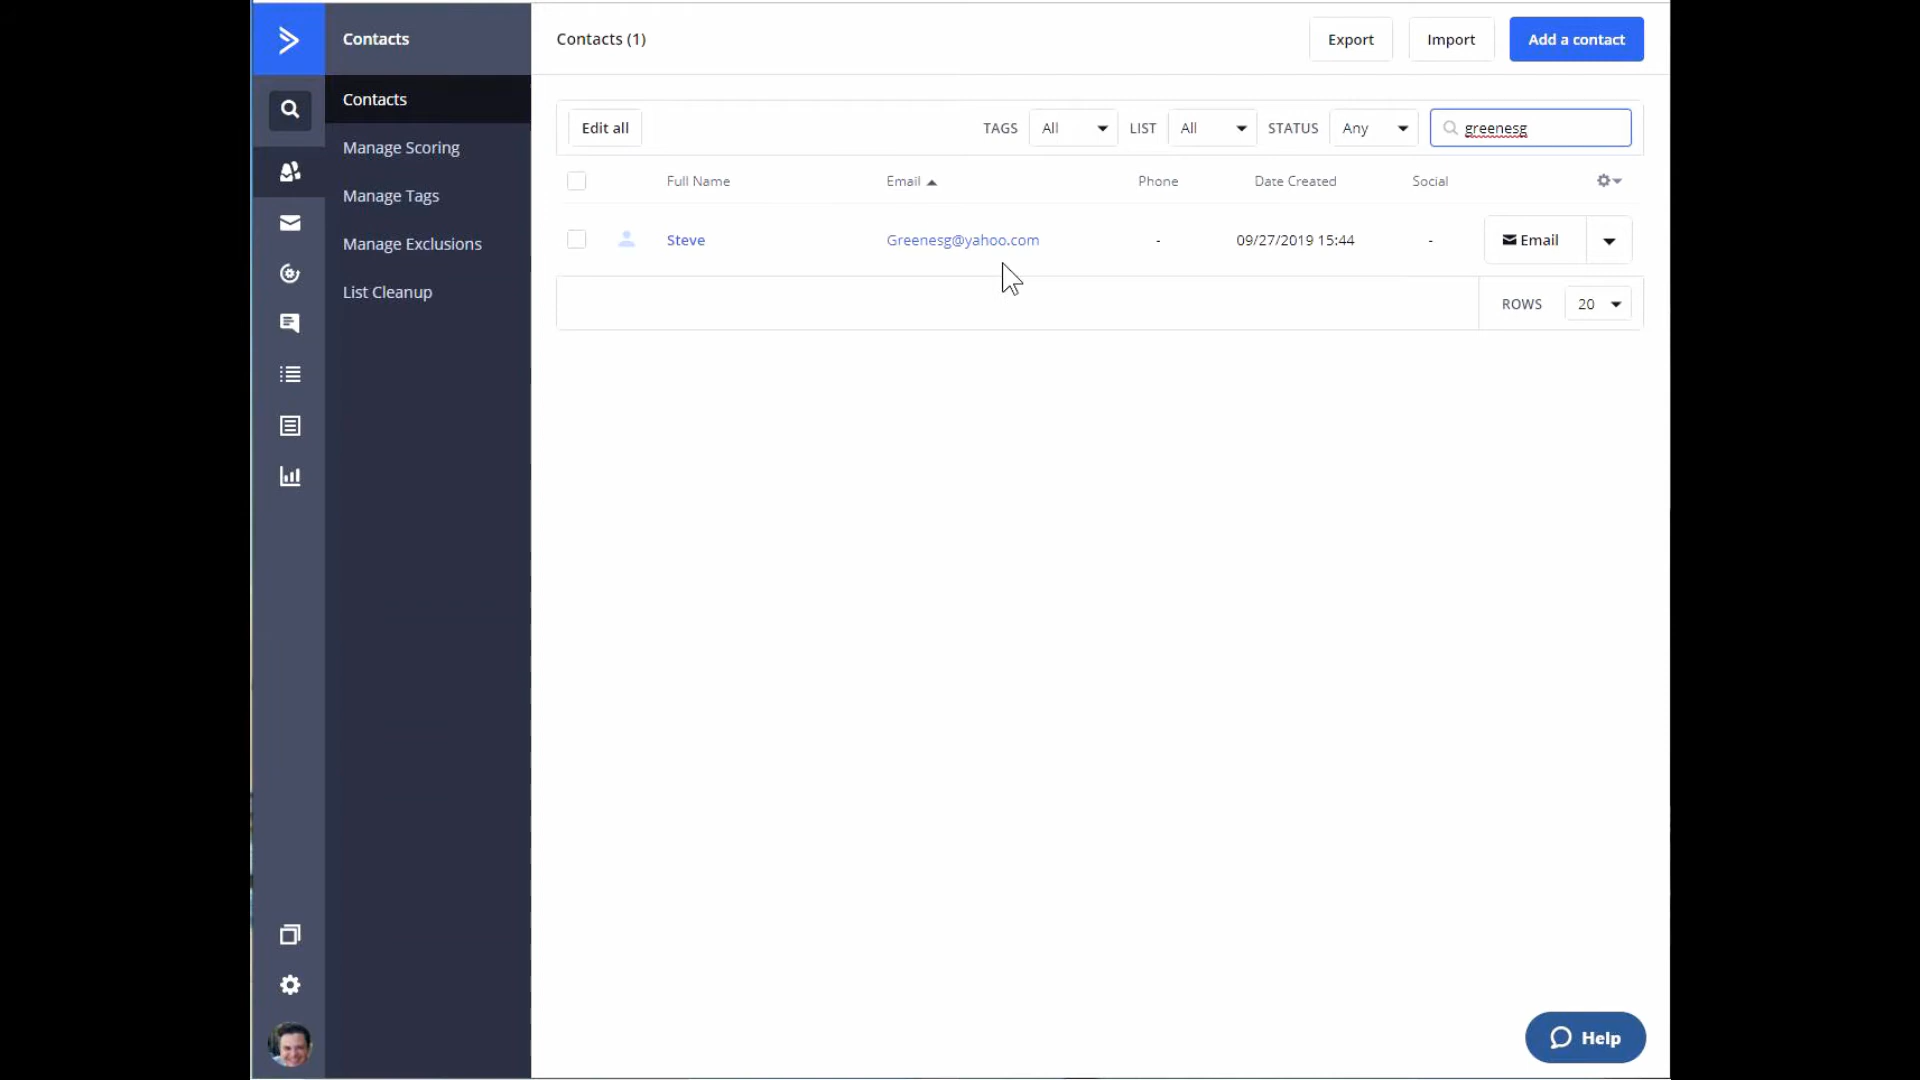 Contacts
Contacts (1)
Export
Import
Add a contact
Contacts
Manage Scoring
Manage Tags
Manage Exclusions
List Cleanup
Edit all
TAGS All
LIST All
STATUS Any
greenesg
Full Name Email Phone Date Created Social
Steve Greenesg@yahoo.com - 09/27/2019 15:44 - Email
ROWS 20
Help